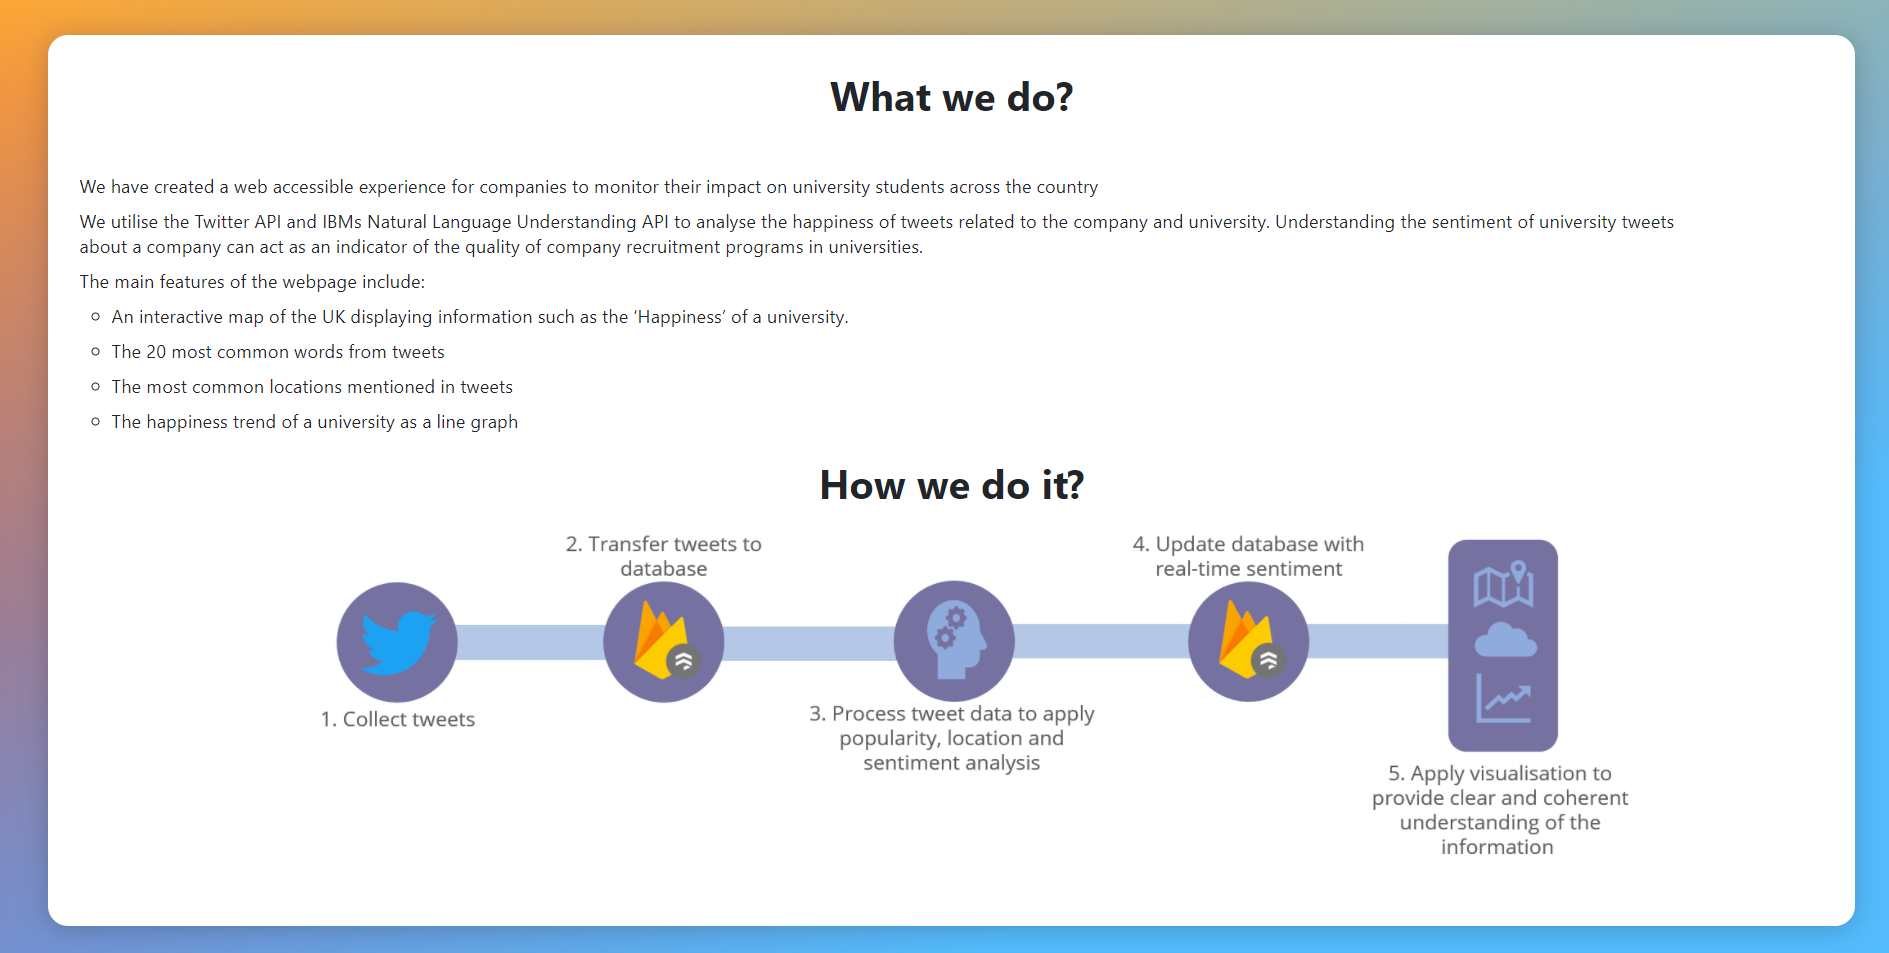 What we do?
We have created a web accessible experience for companies to monitor their impact on university students across the country
We utilise the Twitter API and IBMs Natural Language Understanding API to analyse the happiness of tweets related to the company and university. Understanding the sentiment of university tweets
about a company can act as an indicator of the quality of company recruitment programs in universities.
The main features of the webpage include:
An interactive map of the UK displaying information such as the ‘Happiness’ of a university.
The 20 most common words from tweets
The most common locations mentioned in tweets
The happiness trend of a university as a line graph
How we do it?
1. Collect tweets
2. Transfer tweets to
database
3. Process tweet data to apply
popularity, location and
sentiment analysis
4. Update database with
real-time sentiment
5. Apply visualisation to
provide clear and coherent
understanding of the
information